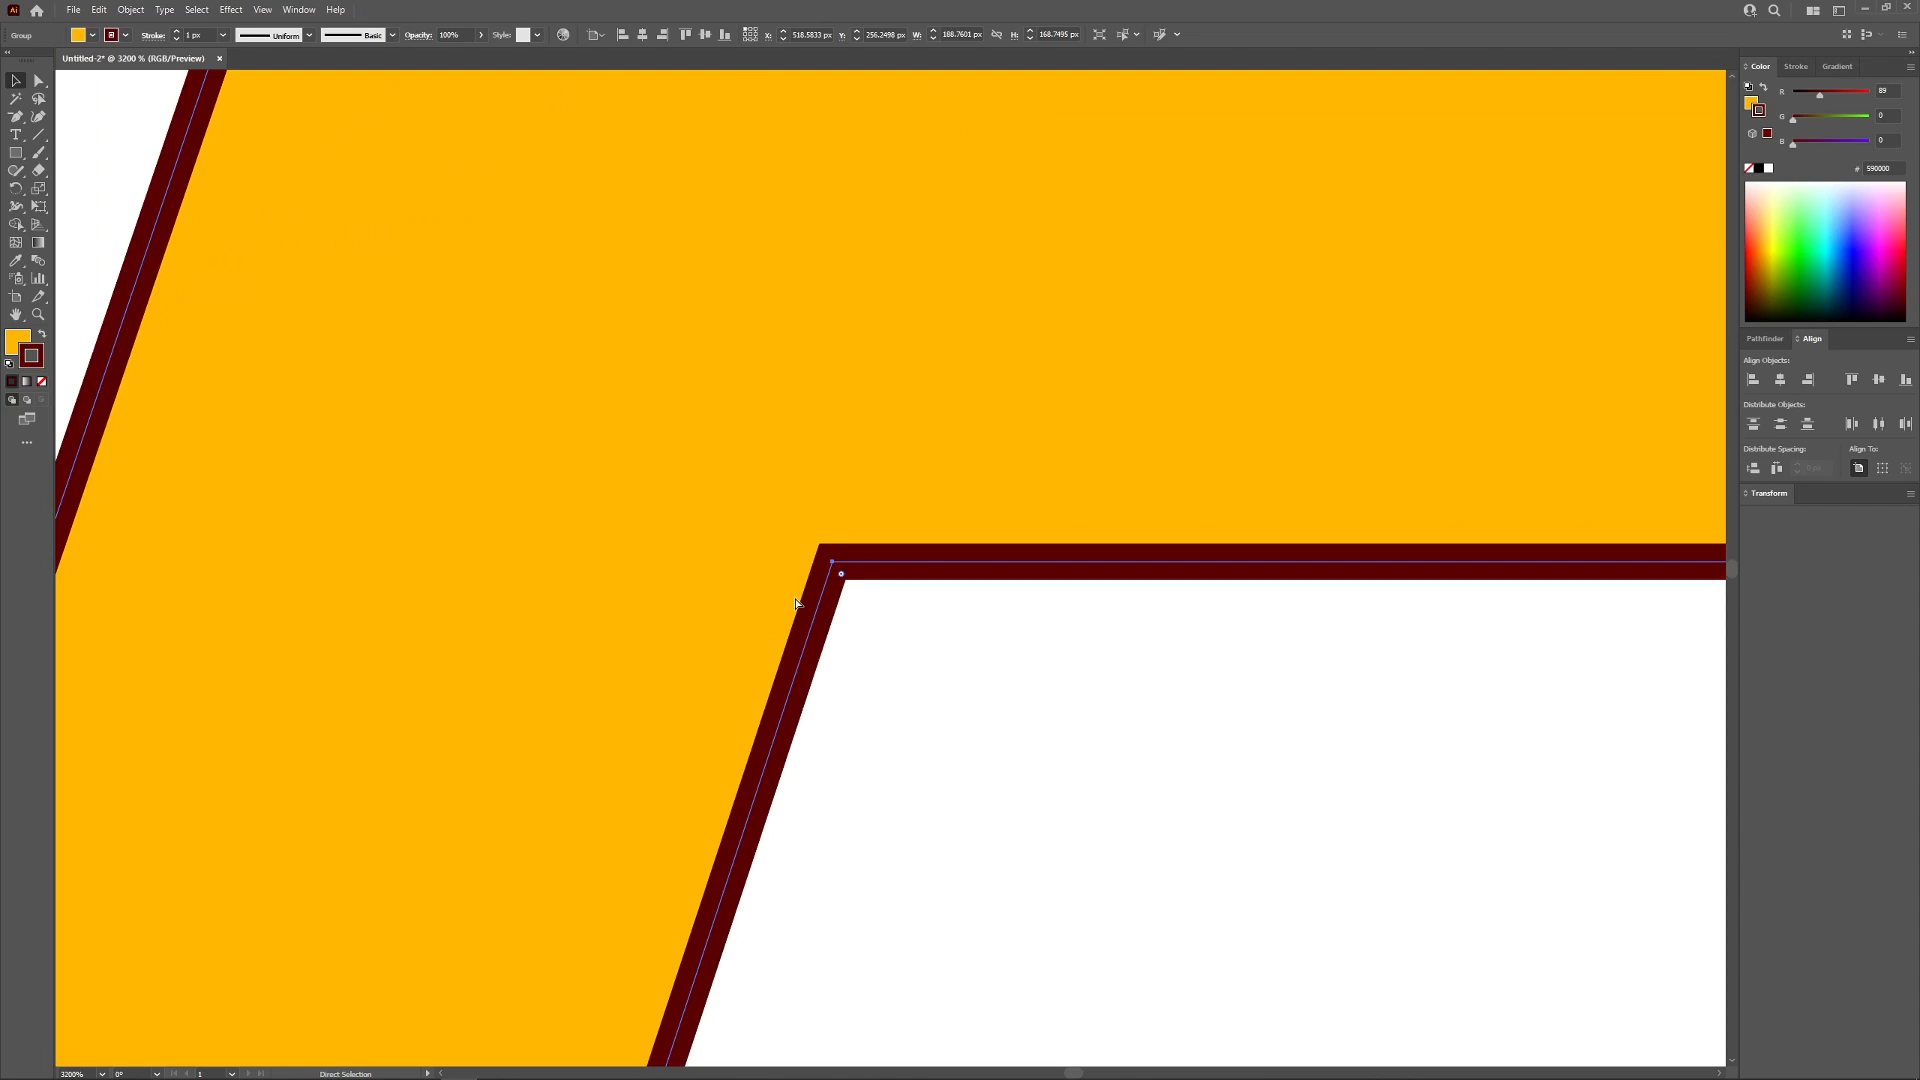 Ai File Edit Object Type Select Effect View Window Help
Group Stroke: 1 px Uniform Basic Opacity: 100% Style: X: 518.5833 px Y: 256.2498 px W: 188.7601 px H: 168.7495 px
Untitled-2* @ 3200 % (RGB/Preview) ×
Color Stroke Gradient
R 89
G 0
B 0
# 590000
Pathfinder Align
Align Objects:
Distribute Objects:
Distribute Spacing: Align To:
0 px
Transform
3200% 0° 1 Direct Selection